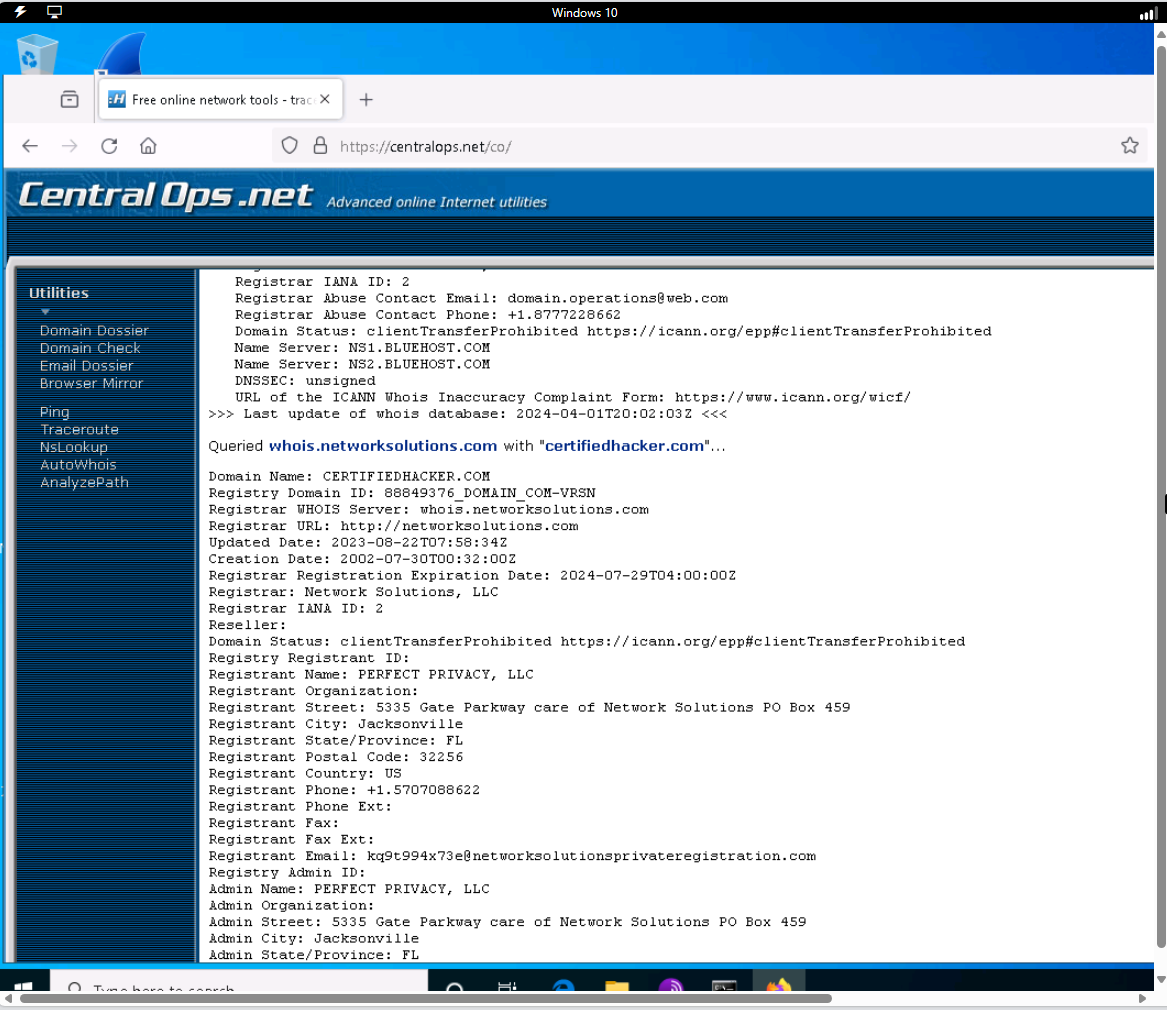 Windows 10
Free online network tools - trac
https://centralops.net/co/
CentralOps.net Advanced online Internet utilities
Utilities
Domain Dossier
Domain Check
Email Dossier
Browser Mirror
Ping
Traceroute
NsLookup
AutoWhois
AnalyzePath
Registrar IANA ID: 2
Registrar Abuse Contact Email: domain.operations@web.com
Registrar Abuse Contact Phone: +1.8777228662
Domain Status: clientTransferProhibited https://icann.org/epp#clientTransferProhibited
Name Server: NS1.BLUEHOST.COM
Name Server: NS2.BLUEHOST.COM
DNSSEC: unsigned
URL of the ICANN Whois Inaccuracy Complaint Form: https://www.icann.org/wicf/
>>> Last update of whois database: 2024-04-01T20:02:03Z <<<
Queried whois.networksolutions.com with "certifiedhacker.com"...
Domain Name: CERTIFIEDHACKER.COM
Registry Domain ID: 88849376_DOMAIN_COM-VRSN
Registrar WHOIS Server: whois.networksolutions.com
Registrar URL: http://networksolutions.com
Updated Date: 2023-08-22T07:58:34Z
Creation Date: 2002-07-30T00:32:00Z
Registrar Registration Expiration Date: 2024-07-29T04:00:00Z
Registrar: Network Solutions, LLC
Registrar IANA ID: 2
Reseller:
Domain Status: clientTransferProhibited https://icann.org/epp#clientTransferProhibited
Registry Registrant ID:
Registrant Name: PERFECT PRIVACY, LLC
Registrant Organization:
Registrant Street: 5335 Gate Parkway care of Network Solutions PO Box 459
Registrant City: Jacksonville
Registrant State/Province: FL
Registrant Postal Code: 32256
Registrant Country: US
Registrant Phone: +1.5707088622
Registrant Phone Ext:
Registrant Fax:
Registrant Fax Ext:
Registrant Email: kq9t994x73e@networksolutionsprivateregistration.com
Registry Admin ID:
Admin Name: PERFECT PRIVACY, LLC
Admin Organization:
Admin Street: 5335 Gate Parkway care of Network Solutions PO Box 459
Admin City: Jacksonville
Admin State/Province: FL
Type here to search